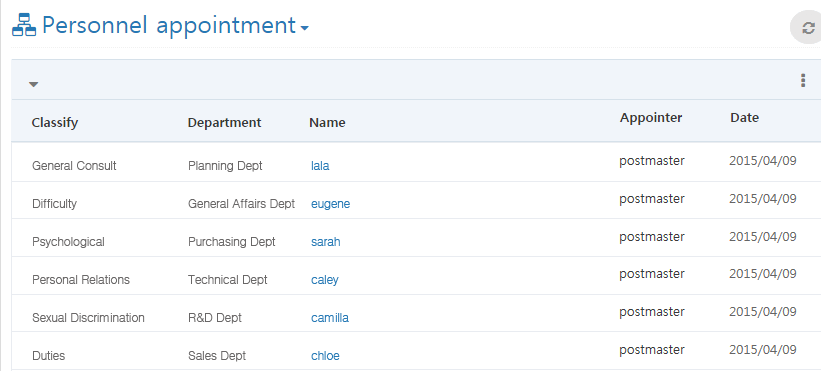 Personnel appointment
Classify Department Name Appointer Date
General Consult Planning Dept lala postmaster 2015/04/09
Difficulty General Affairs Dept eugene postmaster 2015/04/09
Psychological Purchasing Dept sarah postmaster 2015/04/09
Personal Relations Technical Dept caley postmaster 2015/04/09
Sexual Discrimination R&D Dept camilla postmaster 2015/04/09
Duties Sales Dept chloe postmaster 2015/04/09